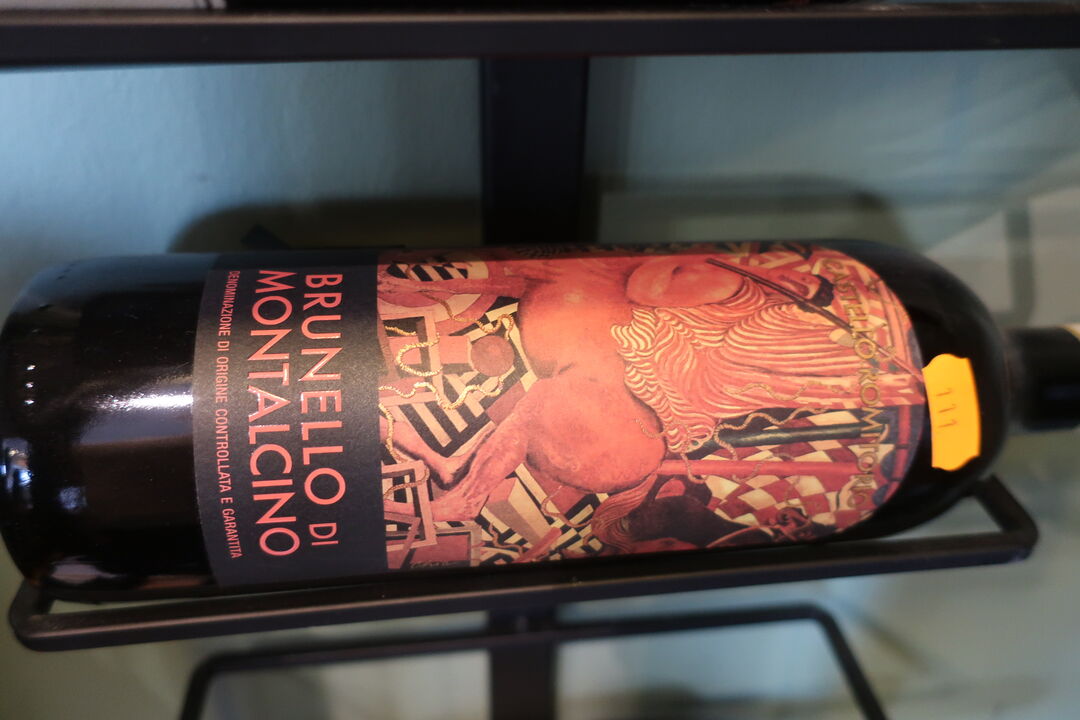 CASTELLO ROMITORIO
BRUNELLO DI
MONTALCINO
DENOMINAZIONE DI ORIGINE CONTROLLATA E GARANTITA
111